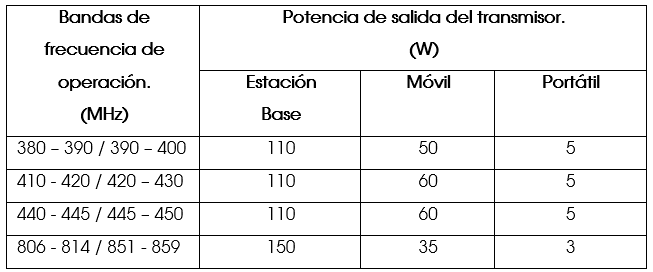 Bandas de frecuencia de operación. (MHz)
Potencia de salida del transmisor. (W)
Estación Base
Móvil
Portátil
380 – 390 / 390 – 400 110 50 5
410 - 420 / 420 – 430 110 60 5
440 - 445 / 445 – 450 110 60 5
806 - 814 / 851 - 859 150 35 3